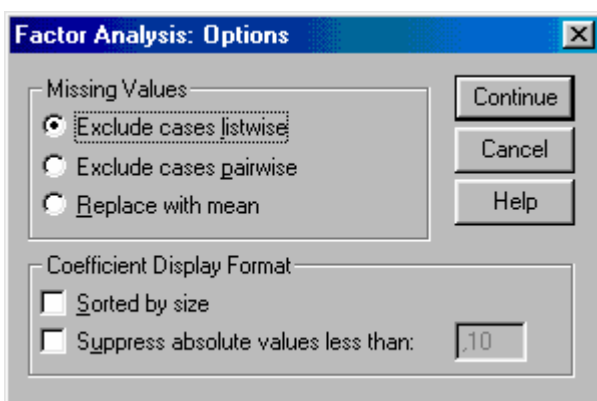 Factor Analysis: Options
Missing Values
Exclude cases listwise
Exclude cases pairwise
Replace with mean
Continue
Cancel
Help
Coefficient Display Format
Sorted by size
Suppress absolute values less than: ,10